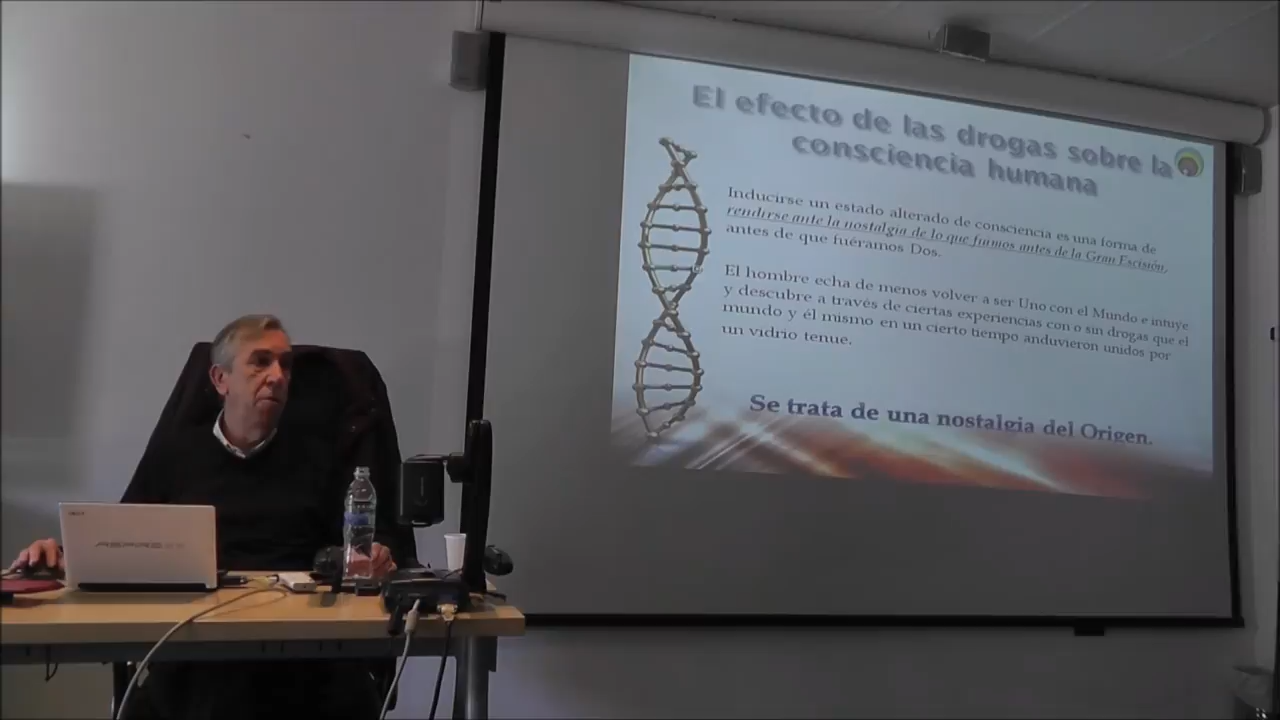 El efecto de las drogas sobre la
consciencia humana
Inducirse un estado alterado de consciencia es una forma de
rendirse ante la nostalgia de lo que fuimos antes de la Gran Escisión,
antes de que fuéramos Dos.
El hombre echa de menos volver a ser Uno con el Mundo e intuye
y descubre a través de ciertas experiencias con o sin drogas que el
mundo y él mismo en un cierto tiempo anduvieron unidos por
un vidrio tenue.
Se trata de una nostalgia del Origen.
acer
ASPIRE